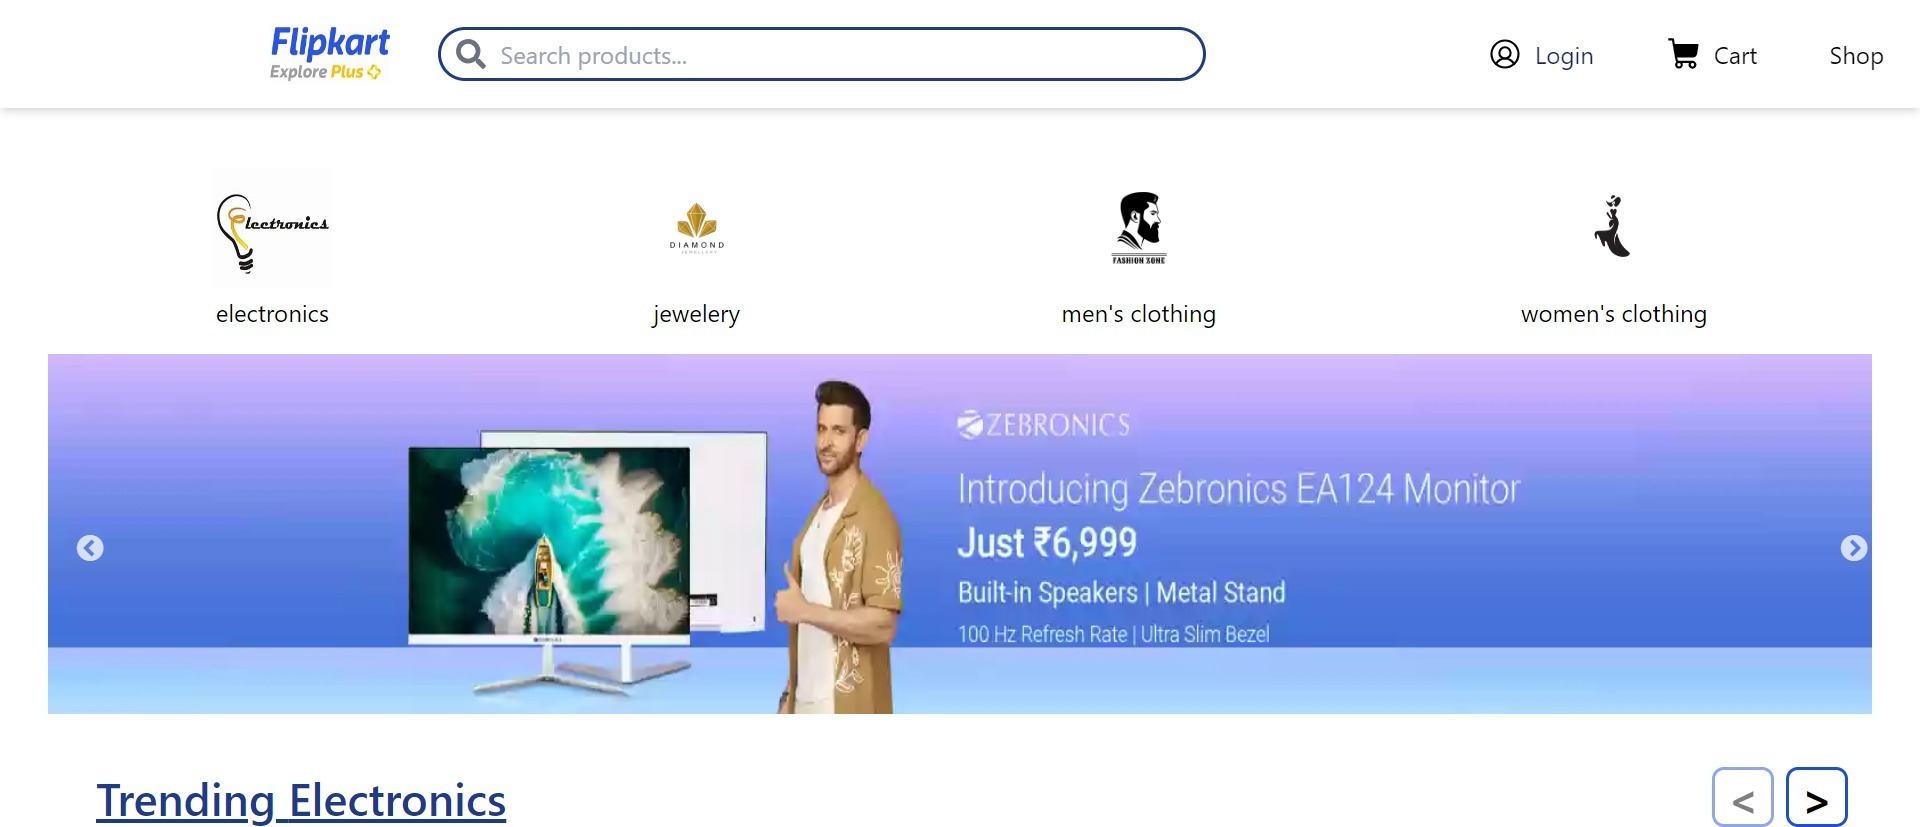 Flipkart
Explore Plus
Search products...
Login
Cart
Shop
Electronics
DIAMOND
JEWELLERY
FASHION ZONE
electronics
jewelery
men's clothing
women's clothing
ZEBRONICS
Introducing Zebronics EA124 Monitor
Just ₹6,999
Built-in Speakers | Metal Stand
100 Hz Refresh Rate | Ultra Slim Bezel
Trending Electronics
< >